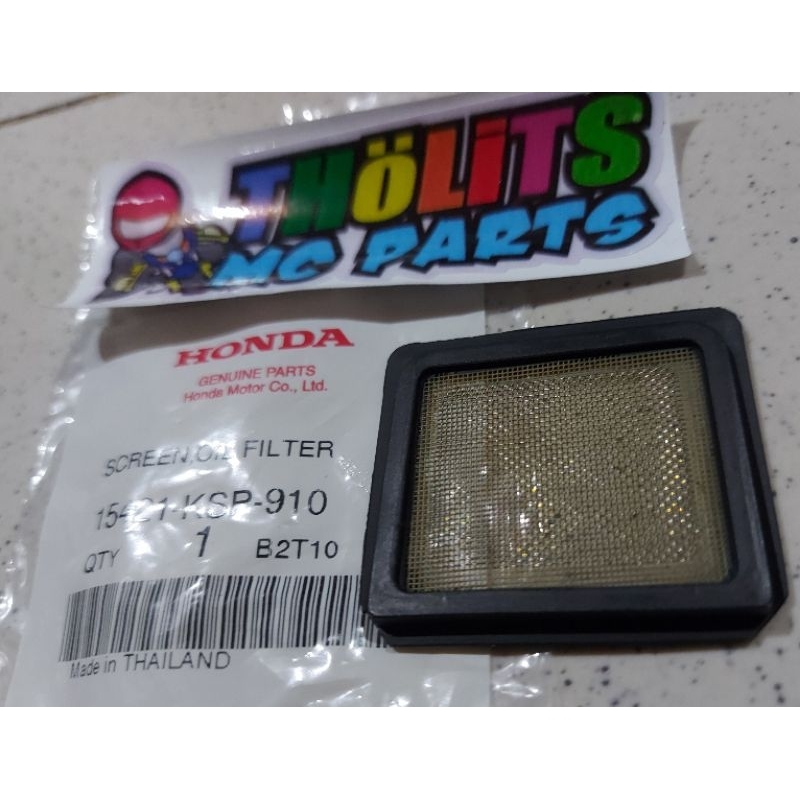 THÖLiTS
MC PARTS
HONDA
GENUINE PARTS
Honda Motor Co., Ltd.
SCREEN,OIL FILTER
15421-KSP-910
QTY 1 B2T10
Made in THAILAND